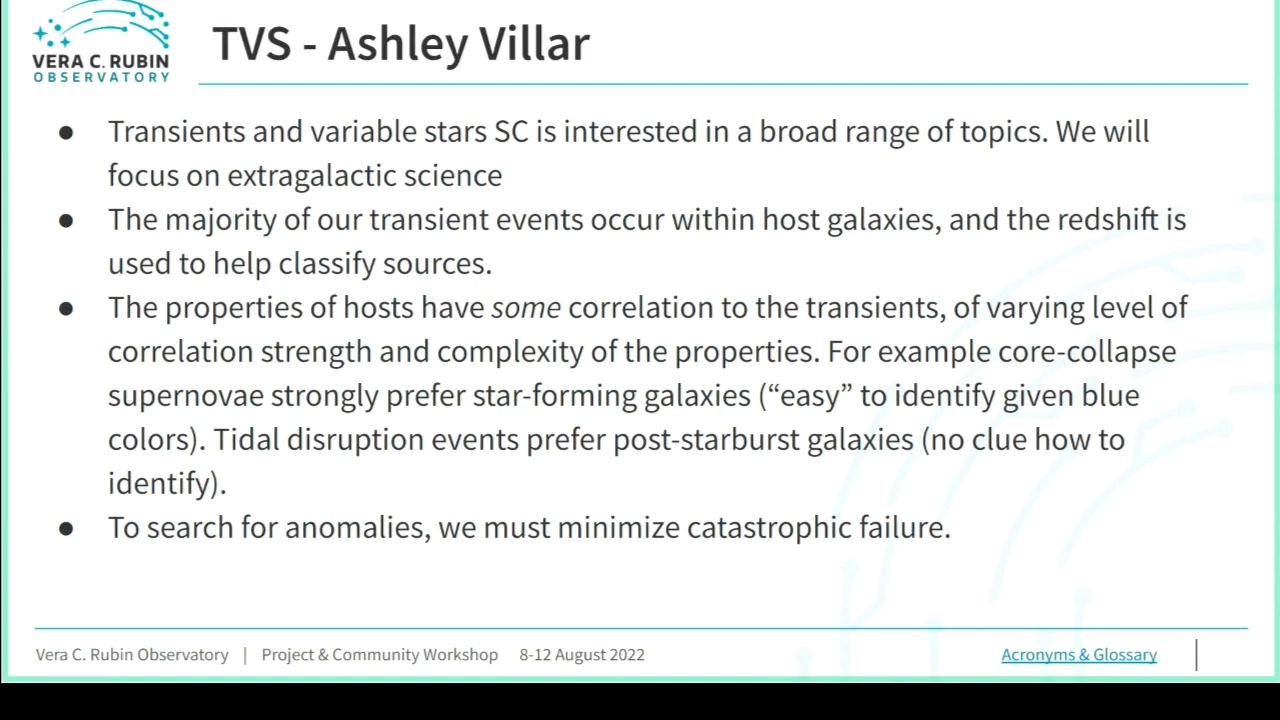 VERA C. RUBIN
OBSERVATORY
TVS - Ashley Villar
● Transients and variable stars SC is interested in a broad range of topics. We will
focus on extragalactic science
● The majority of our transient events occur within host galaxies, and the redshift is
used to help classify sources.
● The properties of hosts have some correlation to the transients, of varying level of
correlation strength and complexity of the properties. For example core-collapse
supernovae strongly prefer star-forming galaxies (“easy” to identify given blue
colors). Tidal disruption events prefer post-starburst galaxies (no clue how to
identify).
● To search for anomalies, we must minimize catastrophic failure.
Vera C. Rubin Observatory | Project & Community Workshop 8-12 August 2022 Acronyms & Glossary |